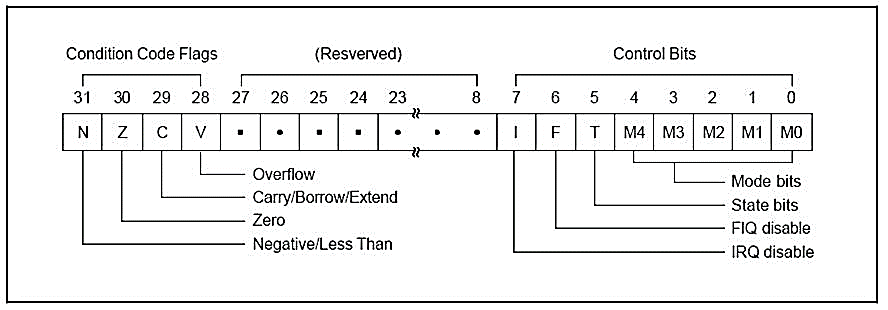 Condition Code Flags (Resverved) Control Bits
31 30 29 28 27 26 25 24 23 8 7 6 5 4 3 2 1 0
N Z C V I F T M4 M3 M2 M1 M0
Overflow
Mode bits
Carry/Borrow/Extend
State bits
Zero
FIQ disable
Negative/Less Than
IRQ disable